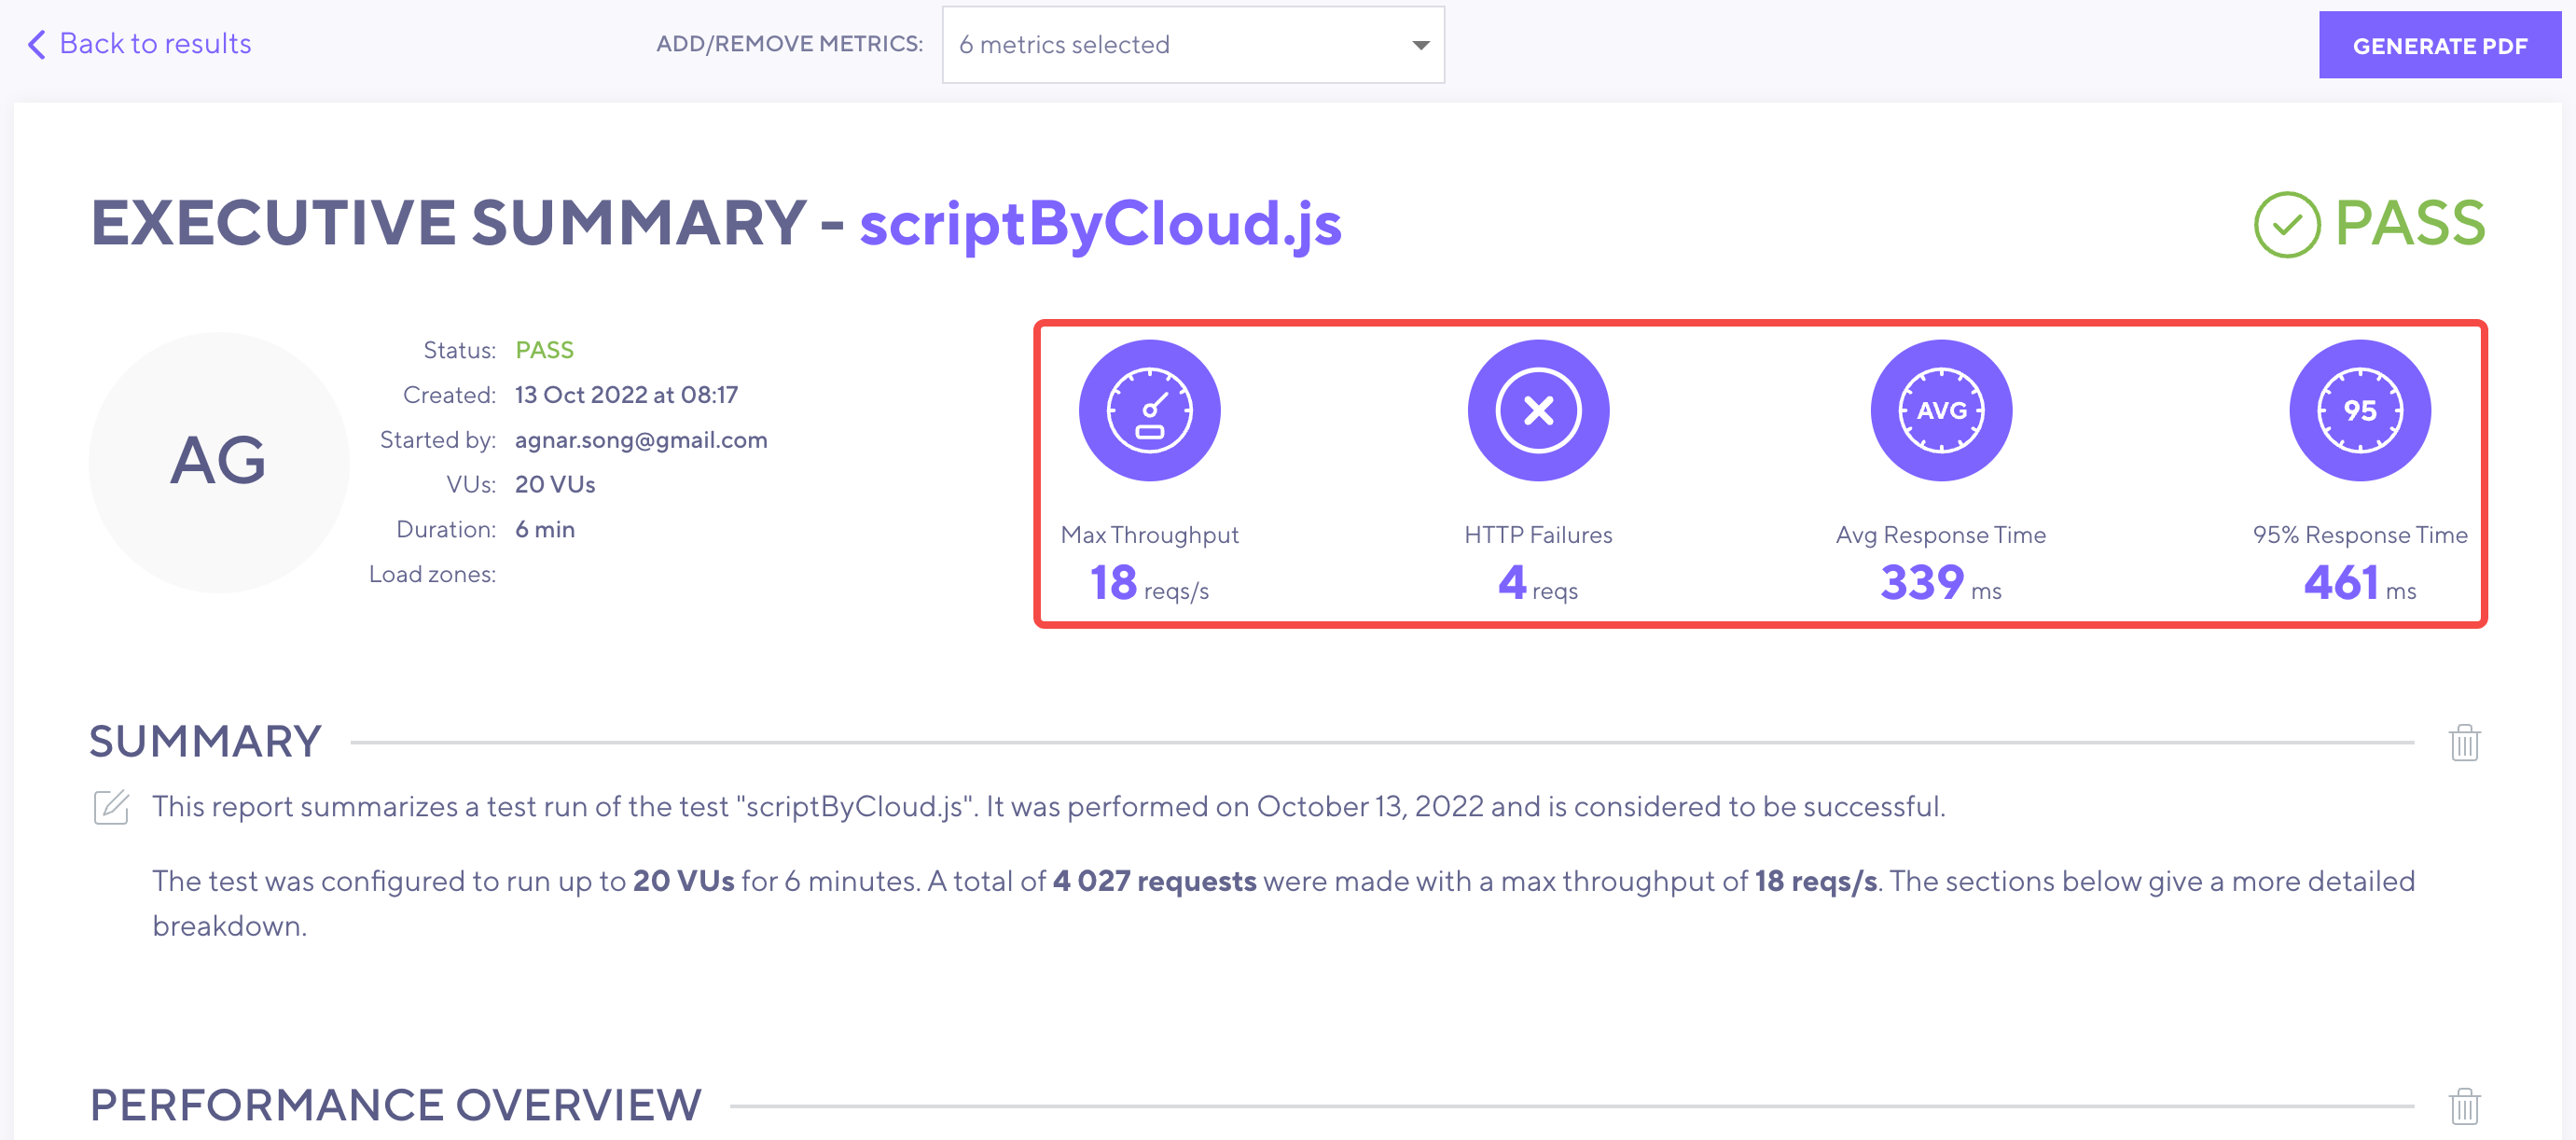 Back to results
ADD/REMOVE METRICS:
6 metrics selected
GENERATE PDF
EXECUTIVE SUMMARY - scriptByCloud.js
PASS
AG
Status: PASS
Created: 13 Oct 2022 at 08:17
Started by: agnar.song@gmail.com
VUs: 20 VUs
Duration: 6 min
Load zones:
AVG
95
Max Throughput
18 reqs/s
HTTP Failures
4 reqs
Avg Response Time
339 ms
95% Response Time
461 ms
SUMMARY
This report summarizes a test run of the test "scriptByCloud.js". It was performed on October 13, 2022 and is considered to be successful.
The test was configured to run up to 20 VUs for 6 minutes. A total of 4 027 requests were made with a max throughput of 18 reqs/s. The sections below give a more detailed
breakdown.
PERFORMANCE OVERVIEW